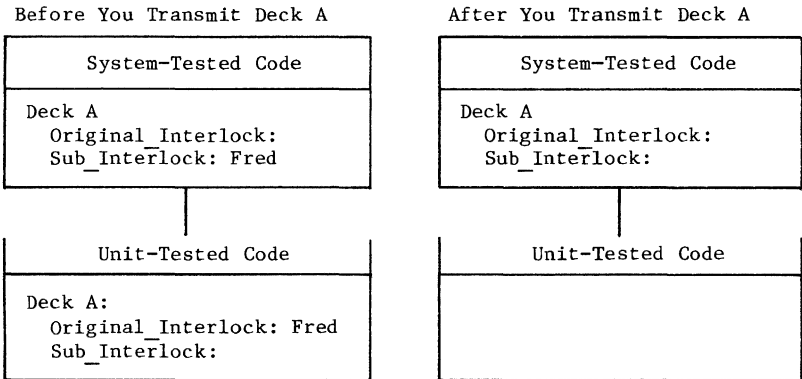 Before You Transmit Deck A
System-Tested Code
Deck A
Original_Interlock:
Sub_Interlock: Fred
Unit-Tested Code
Deck A:
Original_Interlock: Fred
Sub_Interlock:
After You Transmit Deck A
System-Tested Code
Deck A
Original_Interlock:
Sub_Interlock:
Unit-Tested Code